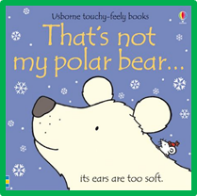 Usborne touchy-feely books
That's not
my polar bear...
its ears are too soft.